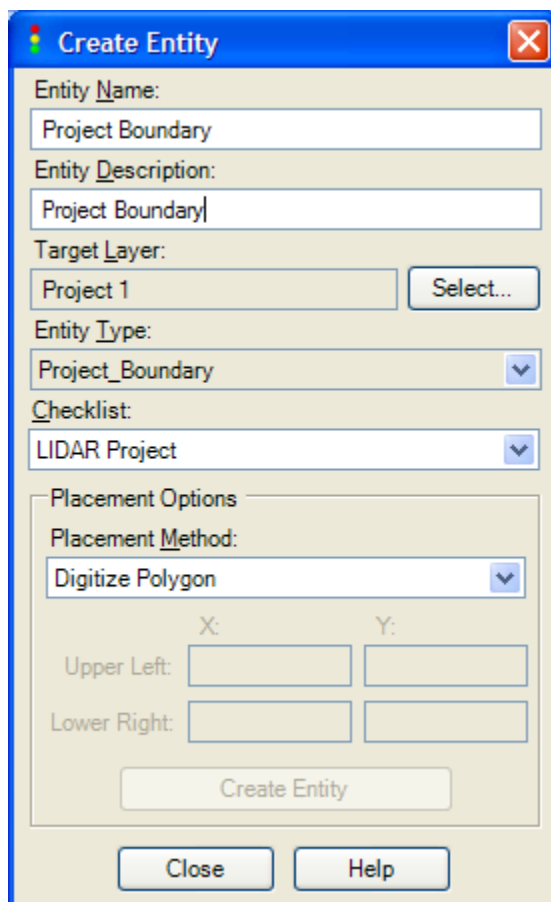 Create Entity
Entity Name:
Project Boundary
Entity Description:
Project Boundary
Target Layer:
Project 1
Select...
Entity Type:
Project_Boundary
Checklist:
LIDAR Project
Placement Options
Placement Method:
Digitize Polygon
X: Y:
Upper Left:
Lower Right:
Create Entity
Close Help